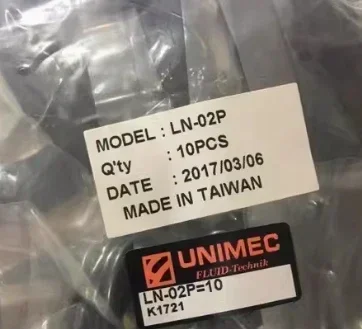 MODEL : LN-02P
Q'ty : 10PCS
DATE : 2017/03/06
MADE IN TAIWAN
UNIMEC
FLUID-Technik
LN-02P=10
K1721